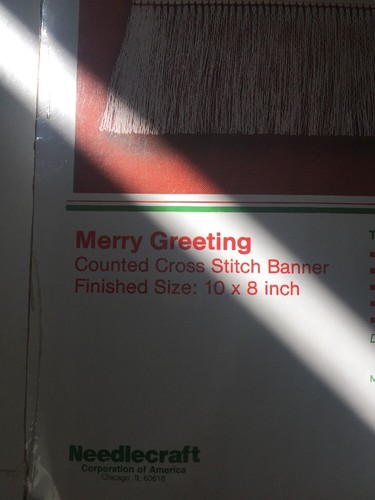 Merry Greeting
Counted Cross Stitch Banner
Finished Size: 10 x 8 inch
Needlecraft
Corporation of America
Chicago, IL 60618